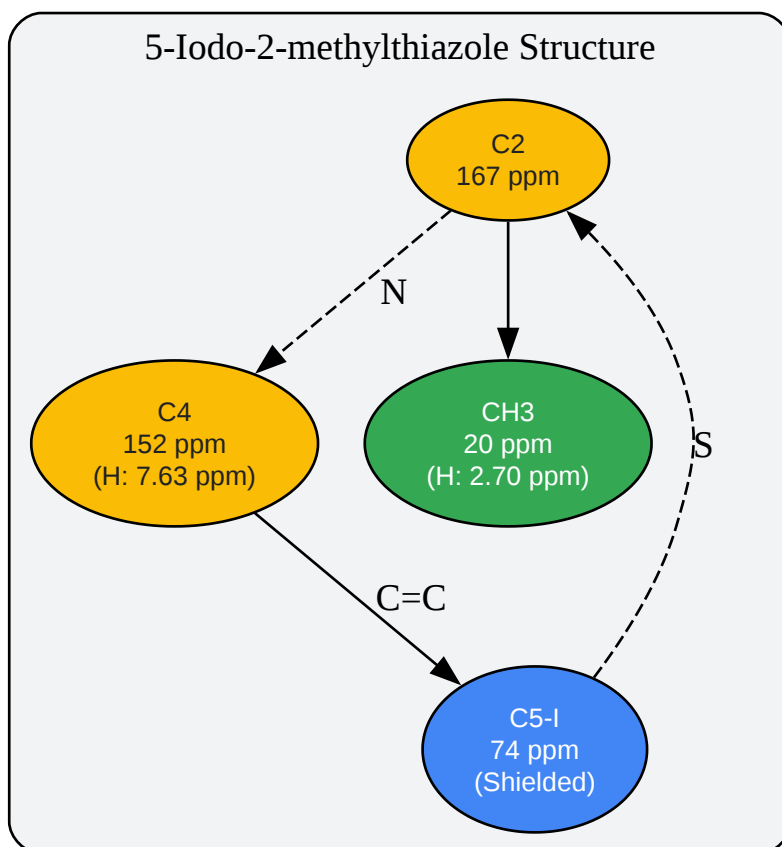 5-Iodo-2-methylthiazole Structure
C2
167 ppm
N
C4
152 ppm
(H: 7.63 ppm)
CH3
20 ppm
(H: 2.70 ppm)
S
C=C
C5-I
74 ppm
(Shielded)